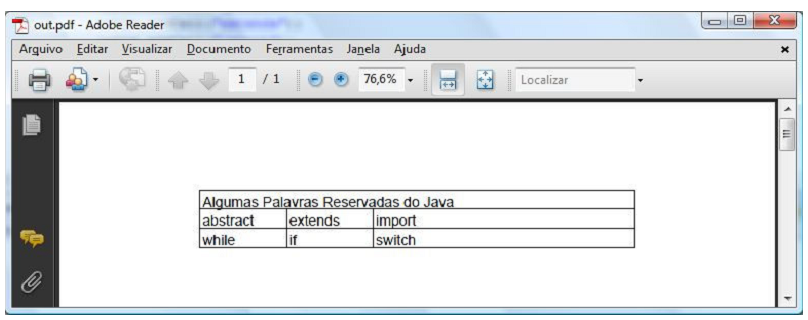 out.pdf - Adobe Reader
Arquivo Editar Visualizar Documento Ferramentas Janela Ajuda
1 / 1 76,6% Localizar
Algumas Palavras Reservadas do Java
abstract extends import
while if switch